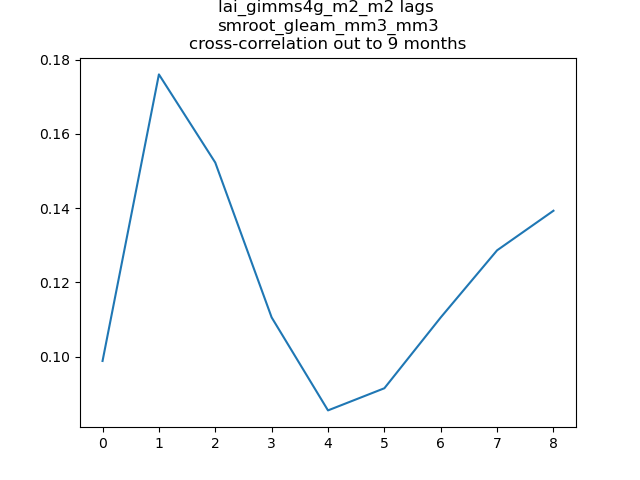 lai_gimms4g_m2_m2 lags
smroot_gleam_mm3_mm3
cross-correlation out to 9 months
0.18
0.16
0.14
0.12
0.10
0 1 2 3 4 5 6 7 8